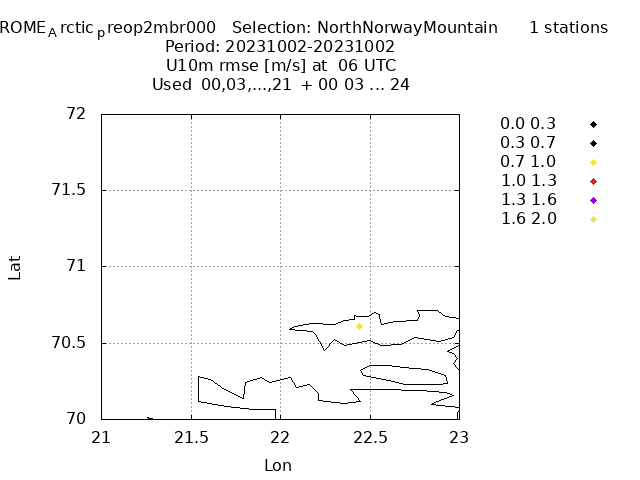 ROME A rctic p reop2mbr000 Selection: NorthNorwayMountain 1 stations
Period: 20231002-20231002
U10m rmse [m/s] at 06 UTC
Used 00,03,...,21 + 00 03 ... 24
0.0 0.3
0.3 0.7
0.7 1.0
1.0 1.3
1.3 1.6
1.6 2.0
72
71.5
71
70.5
70
Lat
21 21.5 22 22.5 23
Lon